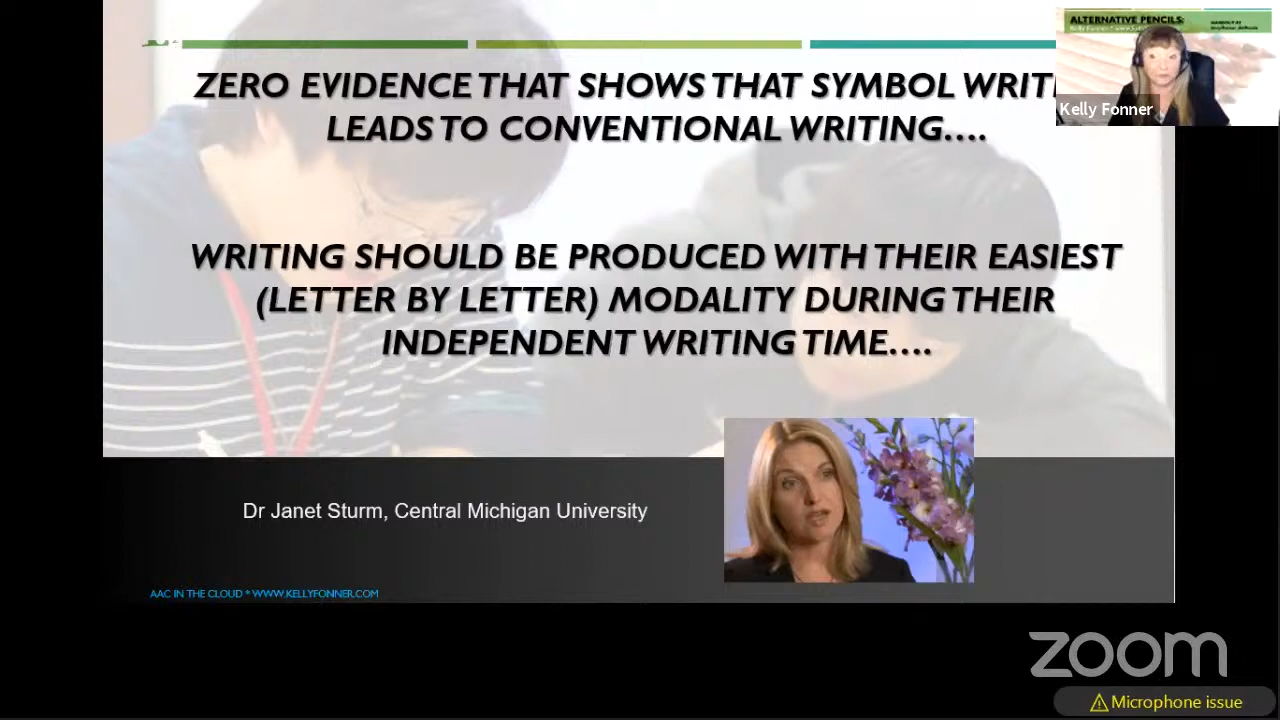 ZERO EVIDENCE THAT SHOWS THAT SYMBOL WRITI
LEADS TO CONVENTIONAL WRITING....
WRITING SHOULD BE PRODUCED WITH THEIR EASIEST
(LETTER BY LETTER) MODALITY DURING THEIR
INDEPENDENT WRITING TIME....
Dr Janet Sturm, Central Michigan University
AAC IN THE CLOUD * WWW.KELLYFONNER.COM
ALTERNATIVE PENCILS:
Kelly Fonner
zoom
Microphone issue